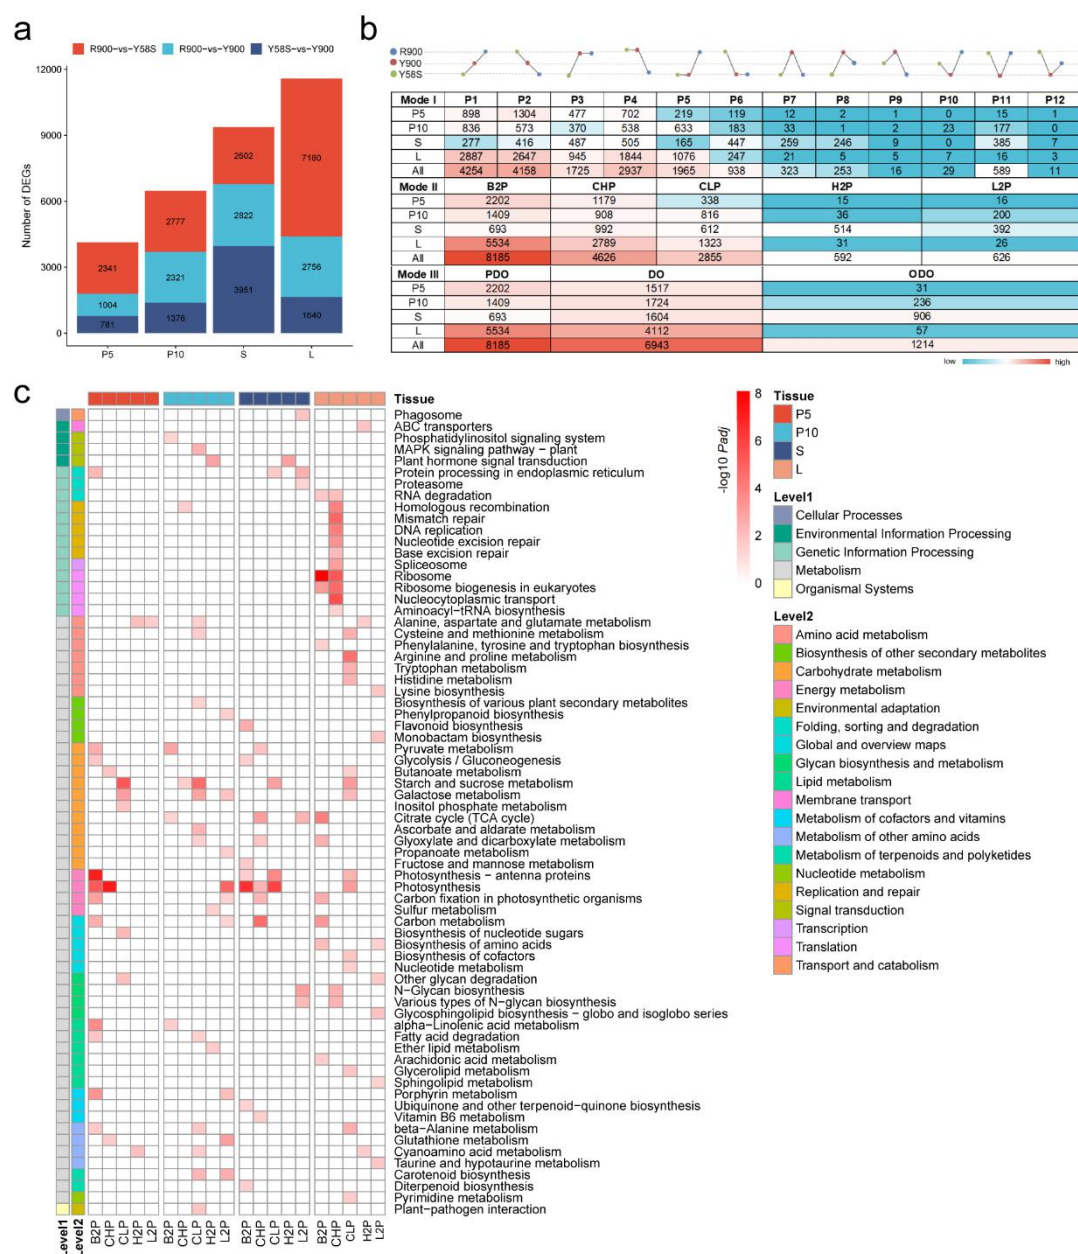 a
R900-vs-Y58S R900-vs-Y900 Y58S-vs-Y900
Number of DEGs
12000
9000
6000
3000
0
2341
1004
781
2777
2321
1376
2602
2822
3951
7180
2756
1640
P5 P10 S L
b
R900
Y900
Y58S
Mode I P1 P2 P3 P4 P5 P6 P7 P8 P9 P10 P11 P12
P5 898 1304 477 702 219 119 12 2 1 0 15 1
P10 836 573 370 538 633 183 33 1 2 23 177 0
S 277 416 487 505 165 447 259 246 9 0 385 7
L 2887 2647 945 1844 1076 247 21 5 5 7 16 3
All 4254 4158 1725 2937 1965 938 323 253 16 29 589 11
Mode II B2P CHP CLP H2P L2P
P5 2202 1179 338 15 16
P10 1409 908 816 36 200
S 693 992 612 514 392
L 5534 2789 1323 31 26
All 8185 4626 2855 592 626
Mode III PDO DO ODO
P5 2202 1517 31
P10 1409 1724 236
S 693 1604 906
L 5534 4112 57
All 8185 6943 1214
low high
c
Tissue
Phagosome
ABC transporters
Phosphatidylinositol signaling system
MAPK signaling pathway - plant
Plant hormone signal transduction
Protein processing in endoplasmic reticulum
Proteasome
RNA degradation
Homologous recombination
Mismatch repair
DNA replication
Nucleotide excision repair
Base excision repair
Spliceosome
Ribosome
Ribosome biogenesis in eukaryotes
Nucleocytoplasmic transport
Aminoacyl-tRNA biosynthesis
Alanine, aspartate and glutamate metabolism
Cysteine and methionine metabolism
Phenylalanine, tyrosine and tryptophan biosynthesis
Arginine and proline metabolism
Tryptophan metabolism
Histidine metabolism
Lysine biosynthesis
Biosynthesis of various plant secondary metabolites
Phenylpropanoid biosynthesis
Flavonoid biosynthesis
Monobactam biosynthesis
Pyruvate metabolism
Glycolysis / Gluconeogenesis
Butanoate metabolism
Starch and sucrose metabolism
Galactose metabolism
Inositol phosphate metabolism
Citrate cycle (TCA cycle)
Ascorbate and aldarate metabolism
Glyoxylate and dicarboxylate metabolism
Propanoate metabolism
Fructose and mannose metabolism
Photosynthesis - antenna proteins
Photosynthesis
Carbon fixation in photosynthetic organisms
Sulfur metabolism
Carbon metabolism
Biosynthesis of nucleotide sugars
Biosynthesis of amino acids
Biosynthesis of cofactors
Nucleotide metabolism
Other glycan degradation
N-Glycan biosynthesis
Various types of N-glycan biosynthesis
Glycosphingolipid biosynthesis - globo and isoglobo series
alpha-Linolenic acid metabolism
Fatty acid degradation
Ether lipid metabolism
Arachidonic acid metabolism
Glycerolipid metabolism
Sphingolipid metabolism
Porphyrin metabolism
Ubiquinone and other terpenoid-quinone biosynthesis
Vitamin B6 metabolism
beta-Alanine metabolism
Glutathione metabolism
Cyanoamino acid metabolism
Taurine and hypotaurine metabolism
Carotenoid biosynthesis
Diterpenoid biosynthesis
Pyrimidine metabolism
Plant-pathogen interaction
Level1 Level2 B2P CHP CLP H2P L2P B2P CHP CLP H2P L2P B2P CHP CLP H2P L2P B2P CHP CLP H2P L2P
-log10 Padj
8
6
4
2
0
Tissue
P5
P10
S
L
Level1
Cellular Processes
Environmental Information Processing
Genetic Information Processing
Metabolism
Organismal Systems
Level2
Amino acid metabolism
Biosynthesis of other secondary metabolites
Carbohydrate metabolism
Energy metabolism
Environmental adaptation
Folding, sorting and degradation
Global and overview maps
Glycan biosynthesis and metabolism
Lipid metabolism
Membrane transport
Metabolism of cofactors and vitamins
Metabolism of other amino acids
Metabolism of terpenoids and polyketides
Nucleotide metabolism
Replication and repair
Signal transduction
Transcription
Translation
Transport and catabolism